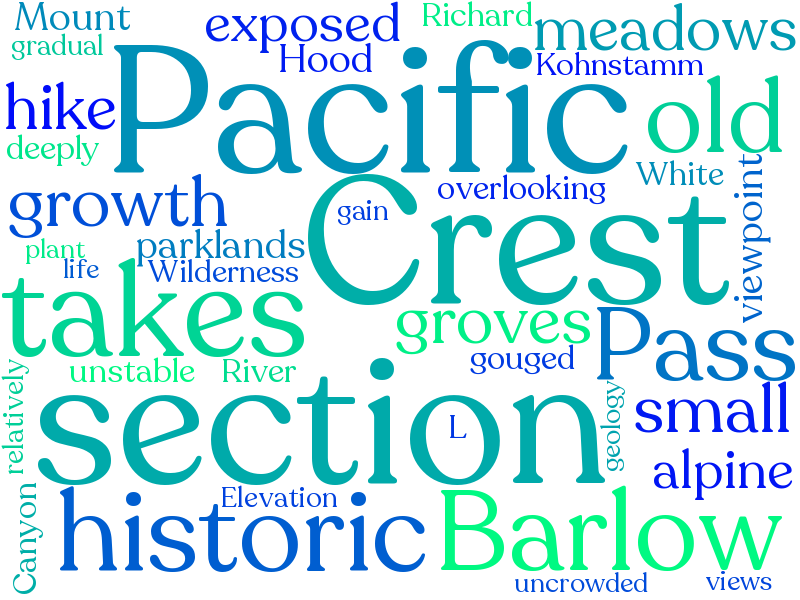 Mount
exposed
Richard
meadows
gradual
Hood
Kohnstamm
Pacific
hike
old
deeply
White
viewpoint
growth
gain
overlooking
Crest
plant
parklands
life
Wilderness
takes
groves
Pass
gouged
unstable
River
relatively
section
L
geology
small
alpine
Canyon
Elevation
historic
Barlow
uncrowded
views